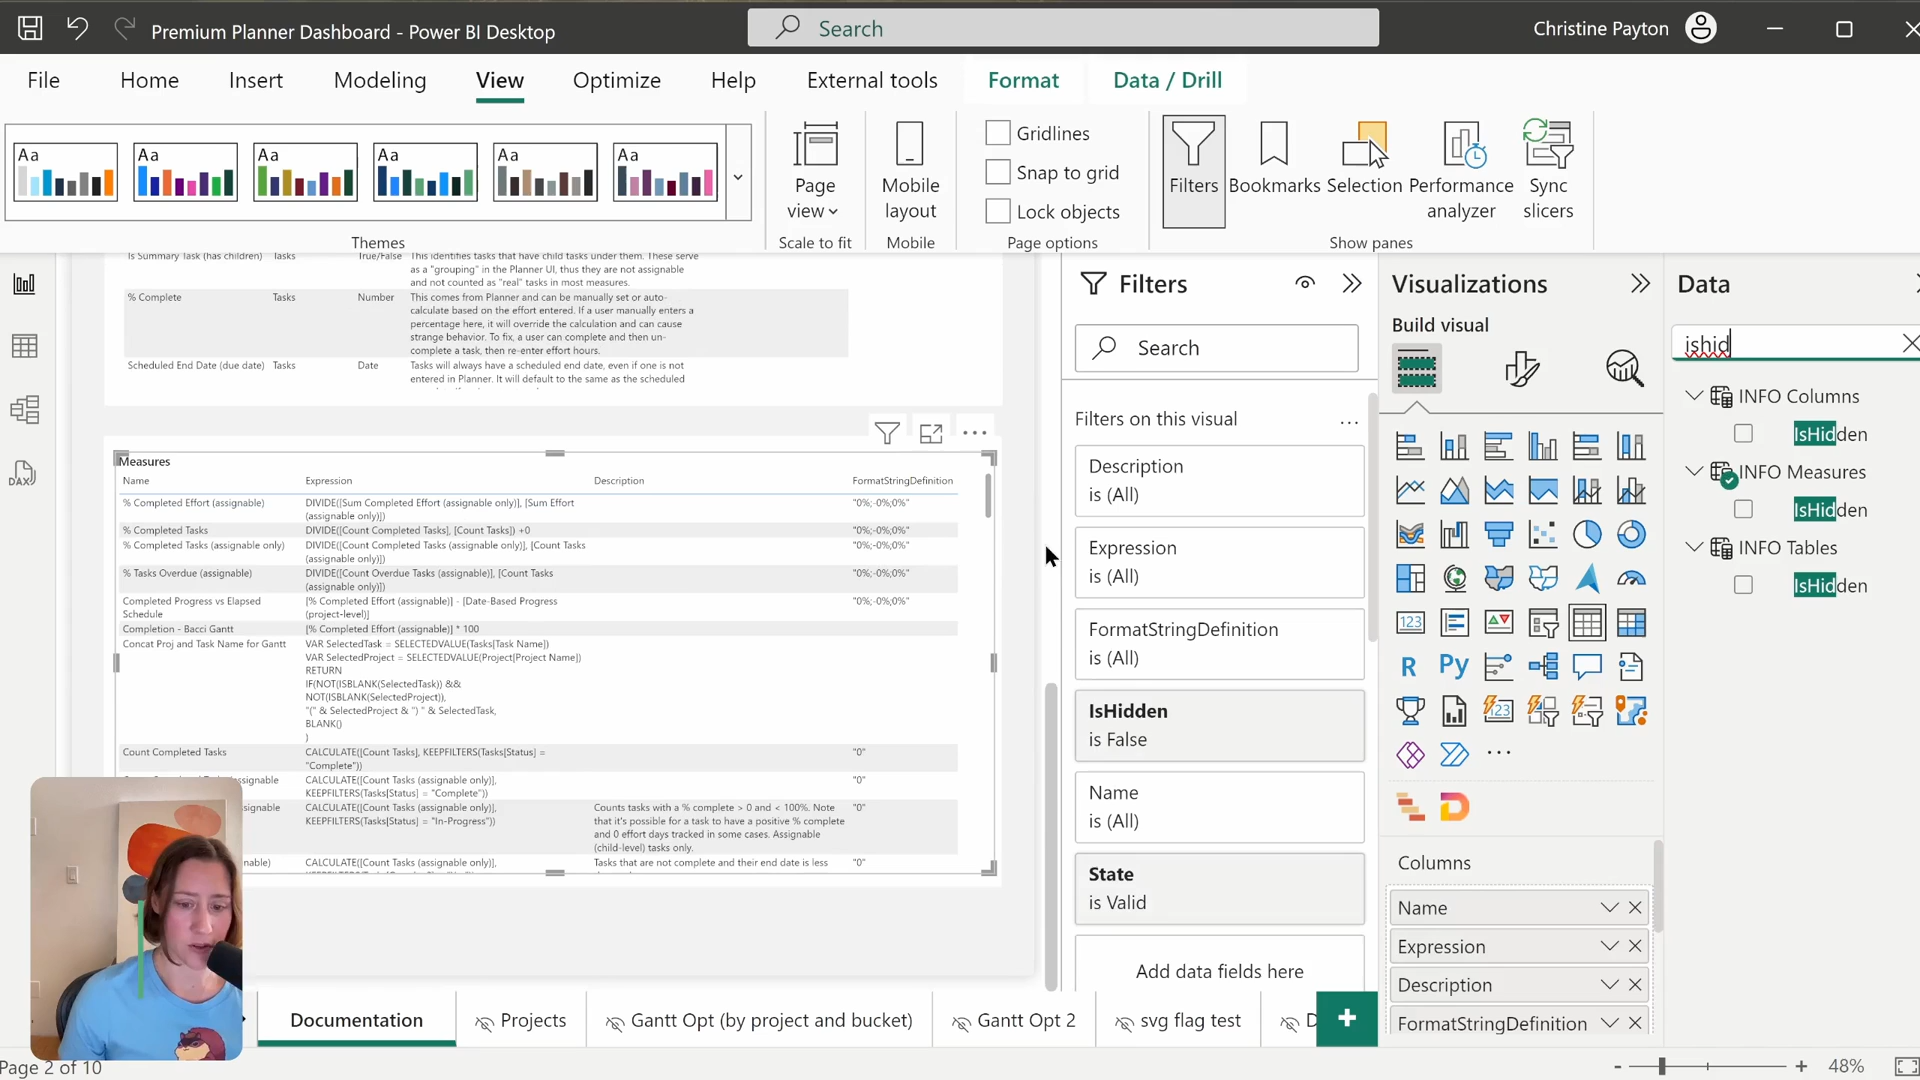 Premium Planner Dashboard - Power BI Desktop
Search
Christine Payton
File
Home
Insert
Modeling
View
Optimize
Help
External tools
Format
Data / Drill
Aa
Aa
Aa
Aa
Aa
Aa
Themes
Page
view
Scale to fit
Mobile
layout
Mobile
Gridlines
Snap to grid
Lock objects
Page options
Filters
Bookmarks
Selection
Performance
analyzer
Sync
slicers
Show panes
Is Summary Task (has children) Tasks True/False This identifies tasks that have child tasks under them. These serve
as a "grouping" in the Planner UI, thus they are not assignable
and not counted as "real" tasks in most measures.
% Complete Tasks Number This comes from Planner and can be manually set or auto-
calculate based on the effort entered. If a user manually enters a
percentage here, it will override the calculation and can cause
strange behavior. To fix, a user can complete and then un-
complete a task, then re-enter effort hours.
Scheduled End Date (due date) Tasks Date Tasks will always have a scheduled end date, even if one is not
entered in Planner. It will default to the same as the scheduled
Measures
Name Expression Description FormatStringDefinition
% Completed Effort (assignable) DIVIDE([Sum Completed Effort (assignable only)], [Sum Effort "0%;-0%;0%"
(assignable only)])
% Completed Tasks DIVIDE([Count Completed Tasks], [Count Tasks]) +0 "0%;-0%;0%"
% Completed Tasks (assignable only) DIVIDE([Count Completed Tasks (assignable only)], [Count Tasks "0%;-0%;0%"
(assignable only)])
% Tasks Overdue (assignable) DIVIDE([Count Overdue Tasks (assignable)], [Count Tasks "0%;-0%;0%"
(assignable only)])
Completed Progress vs Elapsed [% Completed Effort (assignable)] - [Date-Based Progress "0%;-0%;0%"
Schedule (project-level)]
Completion - Bacci Gantt [% Completed Effort (assignable)] * 100
Concat Proj and Task Name for Gantt VAR SelectedTask = SELECTEDVALUE(Tasks[Task Name])
VAR SelectedProject = SELECTEDVALUE(Project[Project Name])
RETURN
IF(NOT(ISBLANK(SelectedTask)) &&
NOT(ISBLANK(SelectedProject)),
"(" & SelectedProject & ") " & SelectedTask,
BLANK()
)
Count Completed Tasks CALCULATE([Count Tasks], KEEPFILTERS(Tasks[Status] = "0"
"Complete"))
ssignable CALCULATE([Count Tasks (assignable only)], "0"
KEEPFILTERS(Tasks[Status] = "Complete"))
signable CALCULATE([Count Tasks (assignable only)], Counts tasks with a % complete > 0 and < 100%. Note "0"
KEEPFILTERS(Tasks[Status] = "In-Progress")) that it's possible for a task to have a positive % complete
and 0 effort days tracked in some cases. Assignable
(child-level) tasks only.
nable) CALCULATE([Count Tasks (assignable only)], Tasks that are not complete and their end date is less "0"
Filters
Search
Filters on this visual
Description
is (All)
Expression
is (All)
FormatStringDefinition
is (All)
IsHidden
is False
Name
is (All)
State
is Valid
Add data fields here
Visualizations
Build visual
123
R
Py
123
Columns
Name
Expression
Description
FormatStringDefinition
Data
ishid
INFO Columns
IsHidden
INFO Measures
IsHidden
INFO Tables
IsHidden
Documentation
Projects
Gantt Opt (by project and bucket)
Gantt Opt 2
svg flag test
D
Page 2 of 10
48%